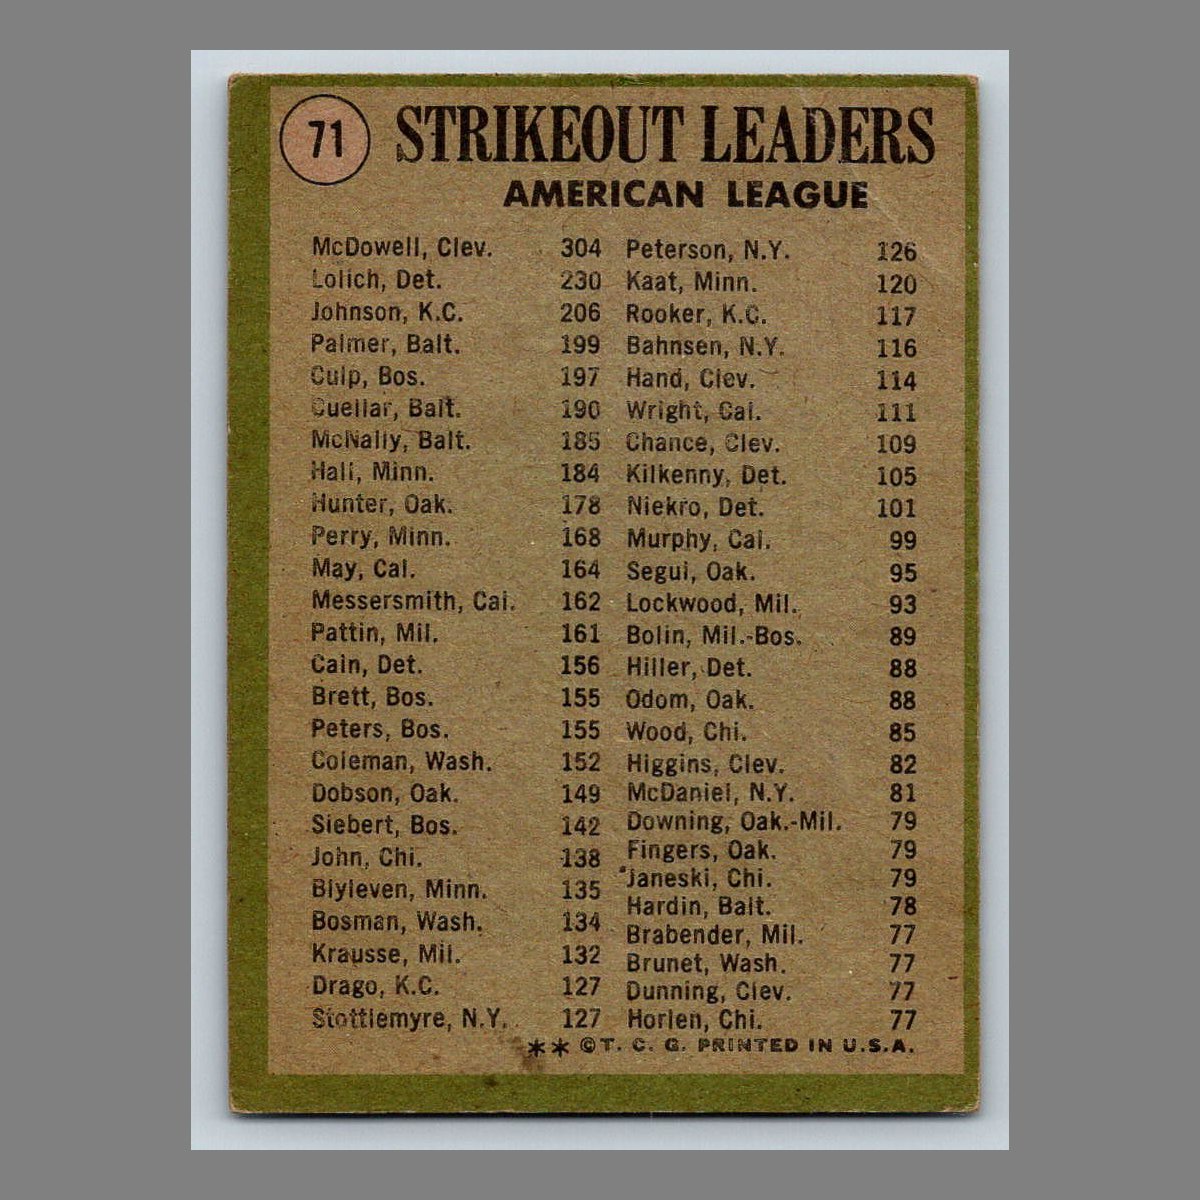 71
STRIKEOUT LEADERS
AMERICAN LEAGUE
McDowell, Clev. 304
Lolich, Det. 230
Johnson, K.C. 206
Palmer, Balt. 199
Culp, Bos. 197
Cuellar, Balt. 190
McNally, Balt. 185
Hall, Minn. 184
Hunter, Oak. 178
Perry, Minn. 168
May, Cal. 164
Messersmith, Cal. 162
Pattin, Mil. 161
Cain, Det. 156
Brett, Bos. 155
Peters, Bos. 155
Coleman, Wash. 152
Dobson, Oak. 149
Siebert, Bos. 142
John, Chi. 138
Blyleven, Minn. 135
Bosman, Wash. 134
Krausse, Mil. 132
Drago, K.C. 127
Stottlemyre, N.Y. 127
Peterson, N.Y. 126
Kaat, Minn. 120
Rooker, K.C. 117
Bahnsen, N.Y. 116
Hand, Clev. 114
Wright, Cal. 111
Chance, Clev. 109
Kilkenny, Det. 105
Niekro, Det. 101
Murphy, Cal. 99
Segui, Oak. 95
Lockwood, Mil. 93
Bolin, Mil.-Bos. 89
Hiller, Det. 88
Odom, Oak. 88
Wood, Chi. 85
Higgins, Clev. 82
McDaniel, N.Y. 81
Downing, Oak.-Mil. 79
Fingers, Oak. 79
Janeski, Chi. 79
Hardin, Balt. 78
Brabender, Mil. 77
Brunet, Wash. 77
Dunning, Clev. 77
Horlen, Chi. 77
** ©T. C. G. PRINTED IN U.S.A.